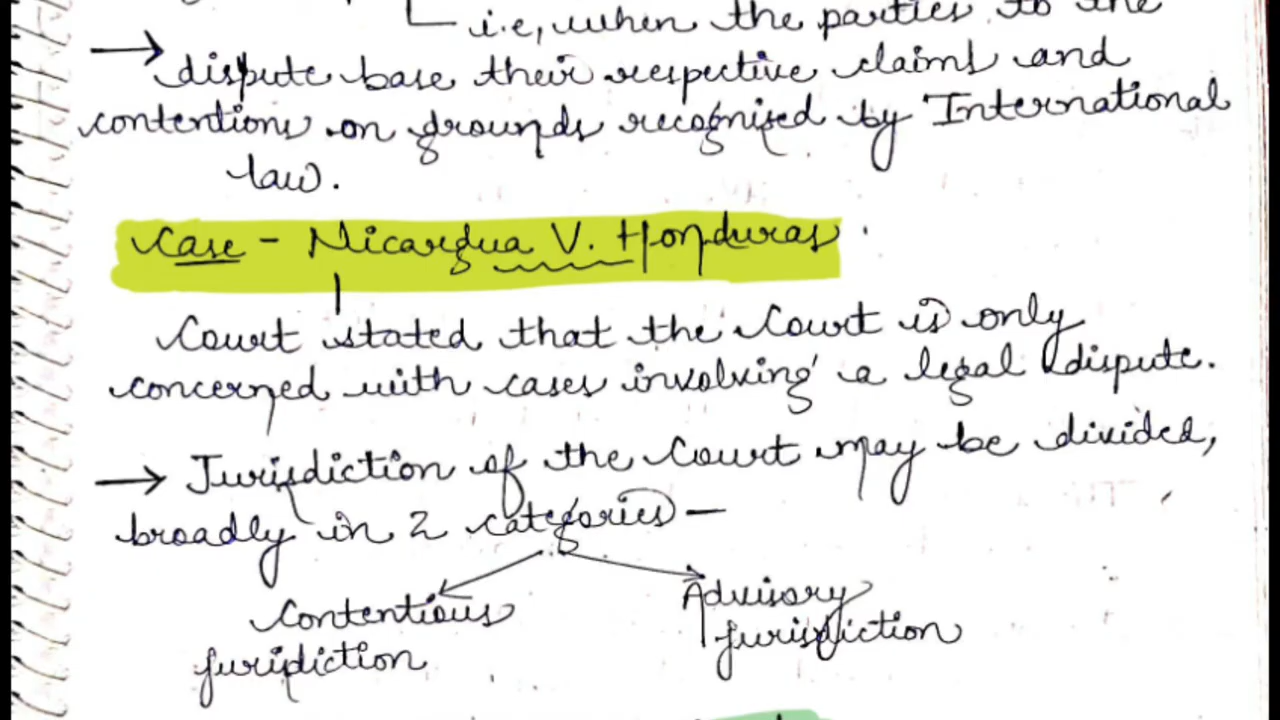 i.e, when the parties to the
→ dispute base their respective claims and
contentions on grounds recognised by International
law.
Case - Nicargua V. Honduras.
Court stated that the Court is only
concerned with cases involving a legal dispute.
→ Jurisdiction of the Court may be divided,
broadly in 2 categories -
Contentious Advisory
juridiction jurisdiction